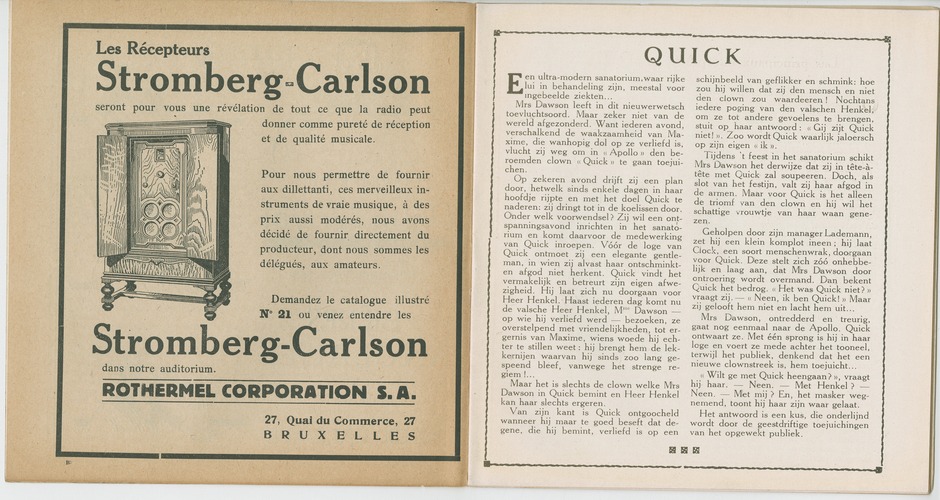 Les Récepteurs
Stromberg-Carlson
seront pour vous une révélation de tout ce que la radio peut
donner comme pureté de réception
et de qualité musicale.
Pour nous permettre de fournir
aux dillettanti, ces merveilleux in-
struments de vraie musique, à des
prix aussi modérés, nous avons
décidé de fournir directement du
producteur, dont nous sommes les
délégués, aux amateurs.
Demandez le catalogue illustré
N° 21 ou venez entendre les
Stromberg-Carlson
dans notre auditorium.
ROTHERMEL CORPORATION S. A.
27, Quai du Commerce, 27
BRUXELLES
QUICK
Een ultra-modern sanatorium, waar rijke
lui in behandeling zijn, meestal voor
ingebeelde ziekten...
Mrs Dawson leeft in dit nieuwerwetsch
toevluchtsoord. Maar zeker niet van de
wereld afgezonderd. Want iederen avond,
verschalkend de waakzaamheid van Ma-
xime, die wanhopig dol op ze verliefd is,
vlucht zij weg om in « Apollo » den be-
roemden clown « Quick » te gaan toejui-
chen.
Op zekeren avond drijft zij een plan
door, hetwelk sinds enkele dagen in haar
hoofdje rijpte en met het doel Quick te
naderen: zij dringt tot in de koelissen door.
Onder welk voorwendsel? Zij wil een ont-
spanningsavond inrichten in het sanato-
rium en komt daarvoor de medewerking
van Quick inroepen. Vóór de loge van
Quick ontmoet zij een elegante gentle-
man, in wien zij alvast haar ontschminkt-
en afgod niet herkent. Quick vindt het
vermakelijk en betreurt zijn eigen afwe-
zigheid. Hij laat zich nu doorgaan voor
Heer Henkel. Haast iederen dag komt nu
de valsche Heer Henkel, Mme Dawson —
op wie hij verliefd werd — bezoeken, ze
overstelpend met vriendelijkheden, tot er-
gernis van Maxime, wiens woede hij ech-
ter te stillen weet: hij brengt hem de lek-
kernijen waarvan hij sinds zoo lang ge-
speend bleef, vanwege het strenge re-
giem!...
Maar het is slechts de clown welke Mrs
Dawson in Quick bemint en Heer Henkel
kan haar slechts ergeren.
Van zijn kant is Quick ontgoocheld
wanneer hij maar te goed beseft dat de-
gene, die hij bemint, verliefd is op een
schijnbeeld van geflikker en schmink: hoe
zou hij willen dat zij den mensch en niet
den clown zou waardeeren! Nochtans
iedere poging van den valschen Henkel,
om ze tot andere gevoelens te brengen,
stuit op haar antwoord: « Gij zijt Quick
niet! ». Zoo wordt Quick waarlijk jaloersch
op zijn eigen « ik ».
Tijdens 't feest in het sanatorium schikt
Mrs Dawson het derwijze dat zij in tête-à-
tête met Quick zal soupeeren. Doch, als
slot van het festijn, valt zij haar afgod in
de armen. Maar voor Quick is het alleen
de triomf van den clown en hij wil het
schattige vrouwtje van haar waan gene-
zen.
Geholpen door zijn manager Lademann,
zet hij een klein komplot ineen; hij laat
Clock, een soort menschenwrak, doorgaan
voor Quick. Deze stelt zich zóó onhebbe-
lijk en laag aan, dat Mrs Dawson door
ontroering wordt overmand. Dan bekent
Quick het bedrog. « Het was Quick niet? »
vraagt zij. — « Neen, ik ben Quick! » Maar
zij gelooft hem niet en lacht hem uit...
Mrs Dawson, ontredderd en treurig,
gaat nog eenmaal naar de Apollo. Quick
ontwaart ze. Met één sprong is hij in haar
loge en voert ze mede achter het tooneel,
terwijl het publiek, denkend dat het een
nieuwe clownstreek is, hem toejuicht...
« Wilt ge met Quick heengaan? », vraagt
hij haar. — Neen. — Met Henkel? —
Neen. — Met mij? En, het masker weg-
nemend, toont hij haar zijn waar gelaat.
Het antwoord is een kus, die onderlijnd
wordt door de geestdriftige toejuichingen
van het opgewekt publiek.